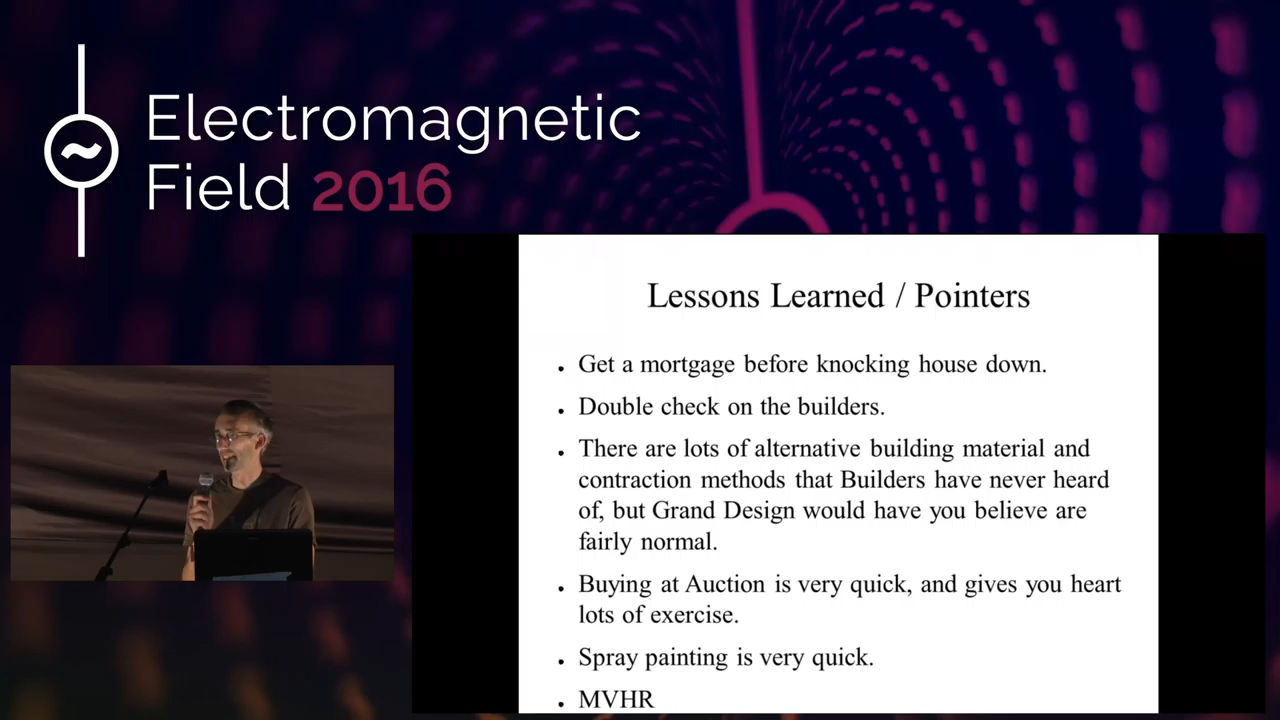 Electromagnetic
Field 2016
Lessons Learned / Pointers
• Get a mortgage before knocking house down.
• Double check on the builders.
• There are lots of alternative building material and
contraction methods that Builders have never heard
of, but Grand Design would have you believe are
fairly normal.
• Buying at Auction is very quick, and gives you heart
lots of exercise.
• Spray painting is very quick.
• MVHR